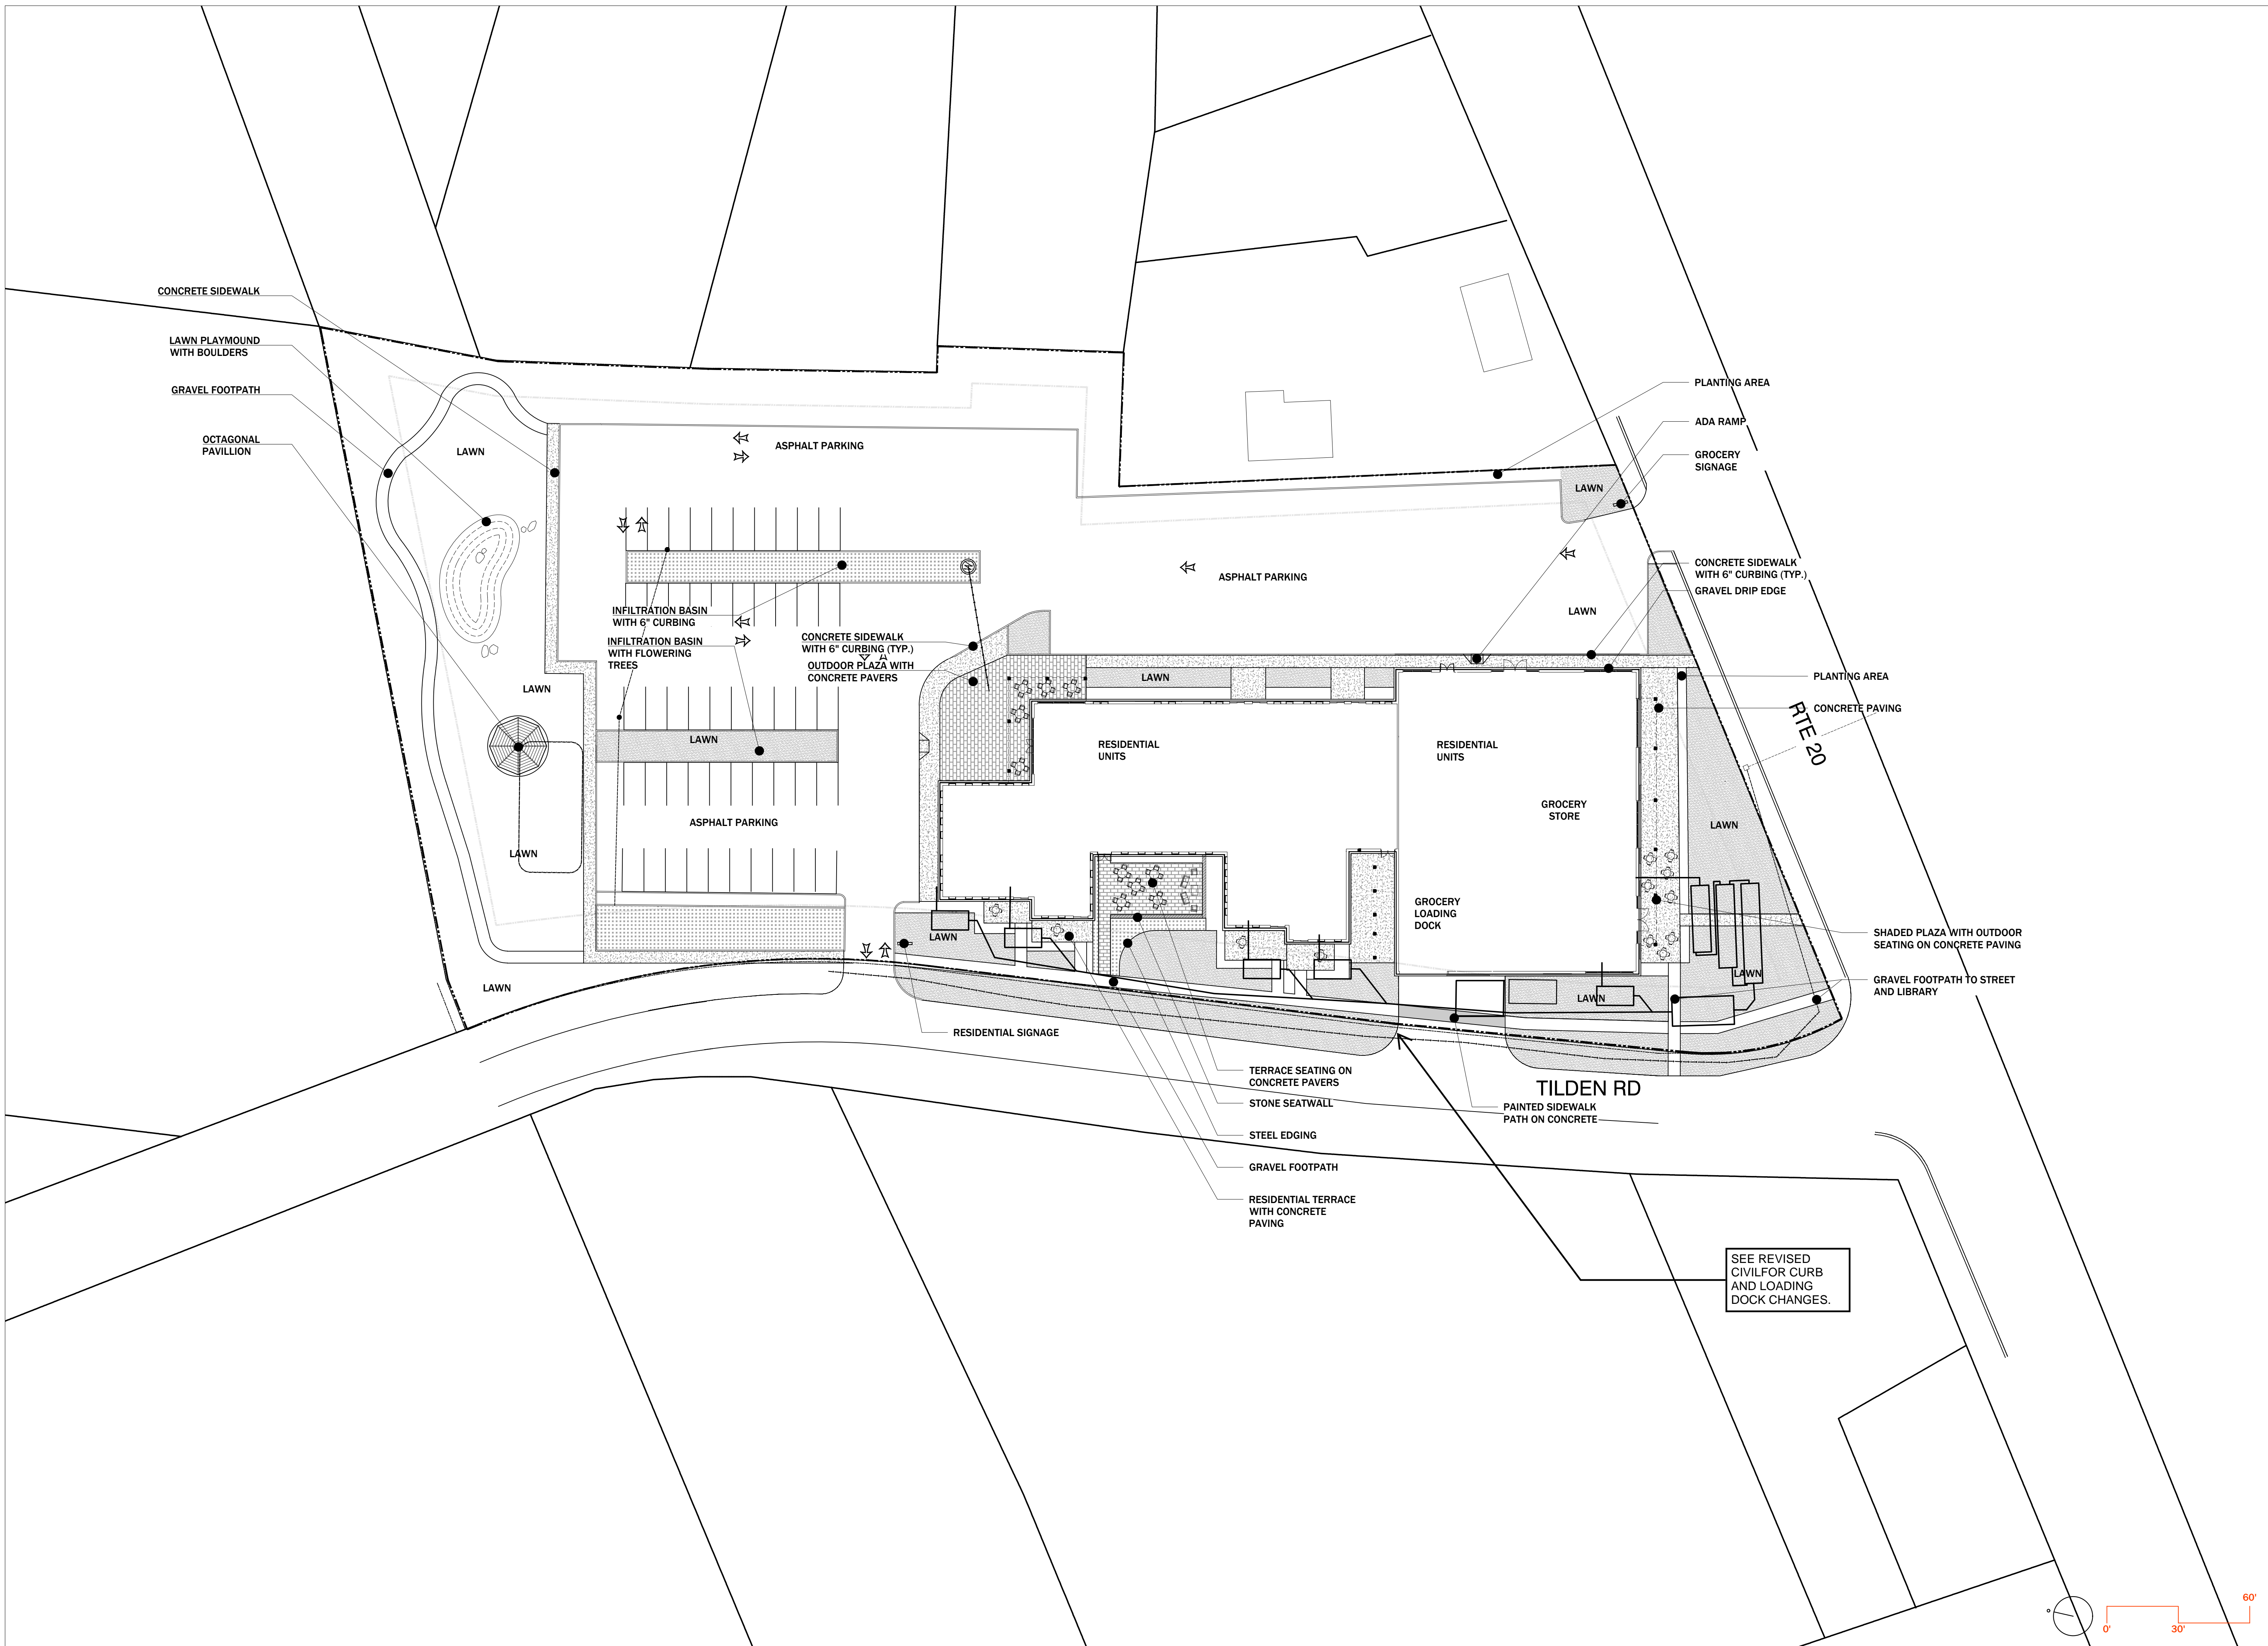 CONCRETE SIDEWALK
LAWN PLAYMOUND
WITH BOULDERS
GRAVEL FOOTPATH
OCTAGONAL
PAVILLION
LAWN
ASPHALT PARKING
PLANTING AREA
ADA RAMP
GROCERY
SIGNAGE
LAWN
ASPHALT PARKING
LAWN
CONCRETE SIDEWALK
WITH 6" CURBING (TYP.)
GRAVEL DRIP EDGE
INFILTRATION BASIN
WITH 6" CURBING
INFILTRATION BASIN
WITH FLOWERING
TREES
CONCRETE SIDEWALK
WITH 6" CURBING (TYP.)
OUTDOOR PLAZA WITH
CONCRETE PAVERS
LAWN
LAWN
PLANTING AREA
CONCRETE PAVING
RTE 20
LAWN
RESIDENTIAL
UNITS
RESIDENTIAL
UNITS
GROCERY
STORE
ASPHALT PARKING
LAWN
LAWN
GROCERY
LOADING
DOCK
LAWN
LAWN
SHADED PLAZA WITH OUTDOOR
SEATING ON CONCRETE PAVING
LAWN
GRAVEL FOOTPATH TO STREET
AND LIBRARY
LAWN
LAWN
RESIDENTIAL SIGNAGE
TERRACE SEATING ON
CONCRETE PAVERS
STONE SEATWALL
STEEL EDGING
GRAVEL FOOTPATH
RESIDENTIAL TERRACE
WITH CONCRETE
PAVING
TILDEN RD
PAINTED SIDEWALK
PATH ON CONCRETE
SEE REVISED
CIVILFOR CURB
AND LOADING
DOCK CHANGES.
0'
30'
60'